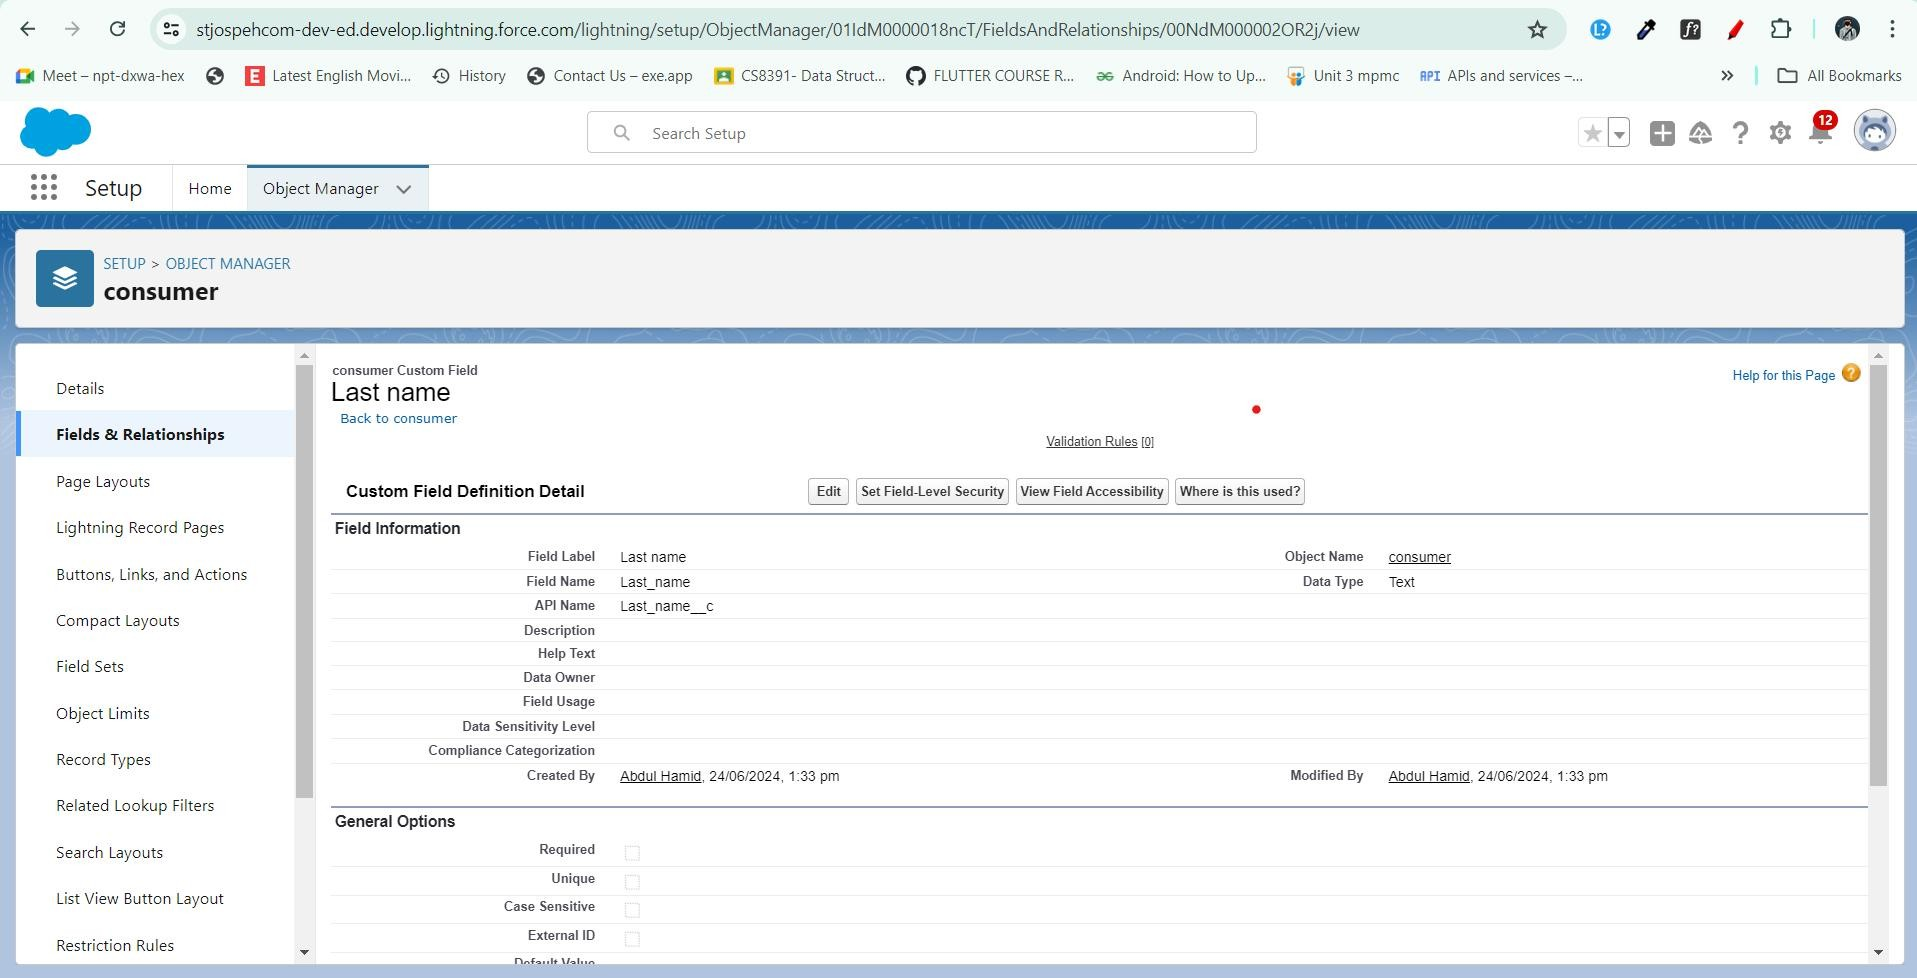 stjospehcom-dev-ed.develop.lightning.force.com/lightning/setup/ObjectManager/01IdM0000018ncT/FieldsAndRelationships/00NdM000002OR2j/view
Meet – npt-dxwa-hex
Latest English Movi...
History
Contact Us – exe.app
CS8391- Data Struct...
FLUTTER COURSE R...
Android: How to Up...
Unit 3 mpmc
API APIs and services –...
All Bookmarks
Search Setup
12
Setup
Home
Object Manager
SETUP > OBJECT MANAGER
consumer
Details
Fields & Relationships
Page Layouts
Lightning Record Pages
Buttons, Links, and Actions
Compact Layouts
Field Sets
Object Limits
Record Types
Related Lookup Filters
Search Layouts
List View Button Layout
Restriction Rules
consumer Custom Field
Last name
Back to consumer
Help for this Page
Validation Rules [0]
Custom Field Definition Detail
Edit
Set Field-Level Security
View Field Accessibility
Where is this used?
Field Information
Field Label Last name Object Name consumer
Field Name Last_name Data Type Text
API Name Last_name__c
Description
Help Text
Data Owner
Field Usage
Data Sensitivity Level
Compliance Categorization
Created By Abdul Hamid, 24/06/2024, 1:33 pm Modified By Abdul Hamid, 24/06/2024, 1:33 pm
General Options
Required
Unique
Case Sensitive
External ID
Default Value